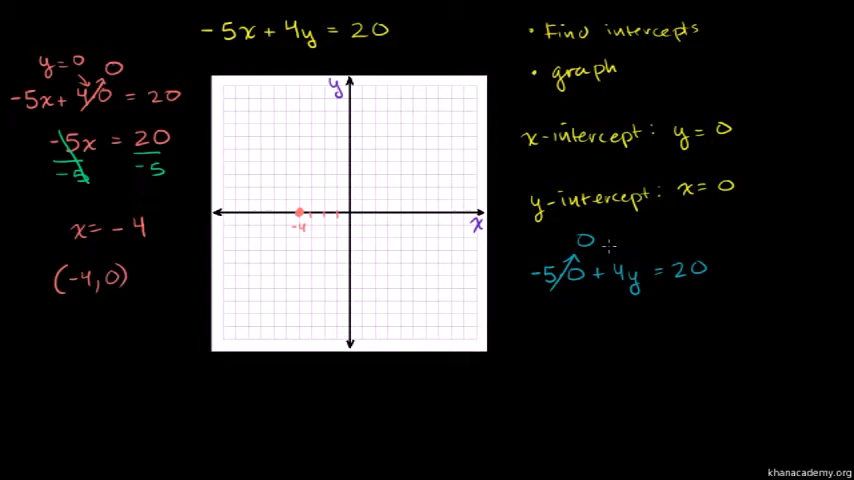 -5x + 4y = 20
• Find intercepts
• graph
x-intercept: y = 0
y-intercept: x = 0
0
-5·0 + 4y = 20
y=0
0
-5x + 4·0 = 20
-5x = 20
-5 -5
x = -4
(-4,0)
y
x
-4
khanacademy.org